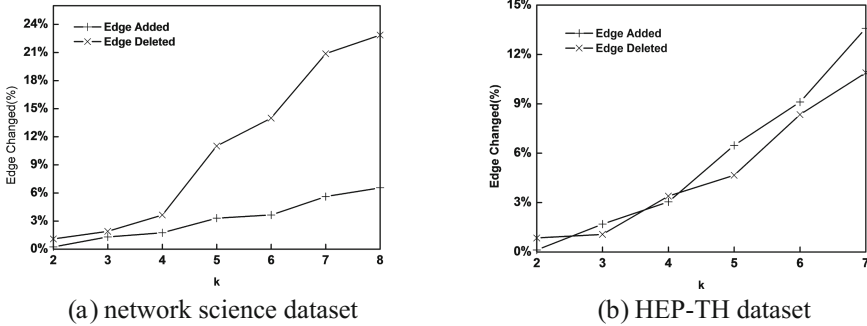 24%
21%
18%
15%
12%
9%
6%
3%
0%
Edge Changed(%)
Edge Added
Edge Deleted
2 3 4 5 6 7 8
k
(a) network science dataset
15%
12%
9%
6%
3%
0%
Edge Changed(%)
Edge Added
Edge Deleted
2 3 4 5 6 7
k
(b) HEP-TH dataset